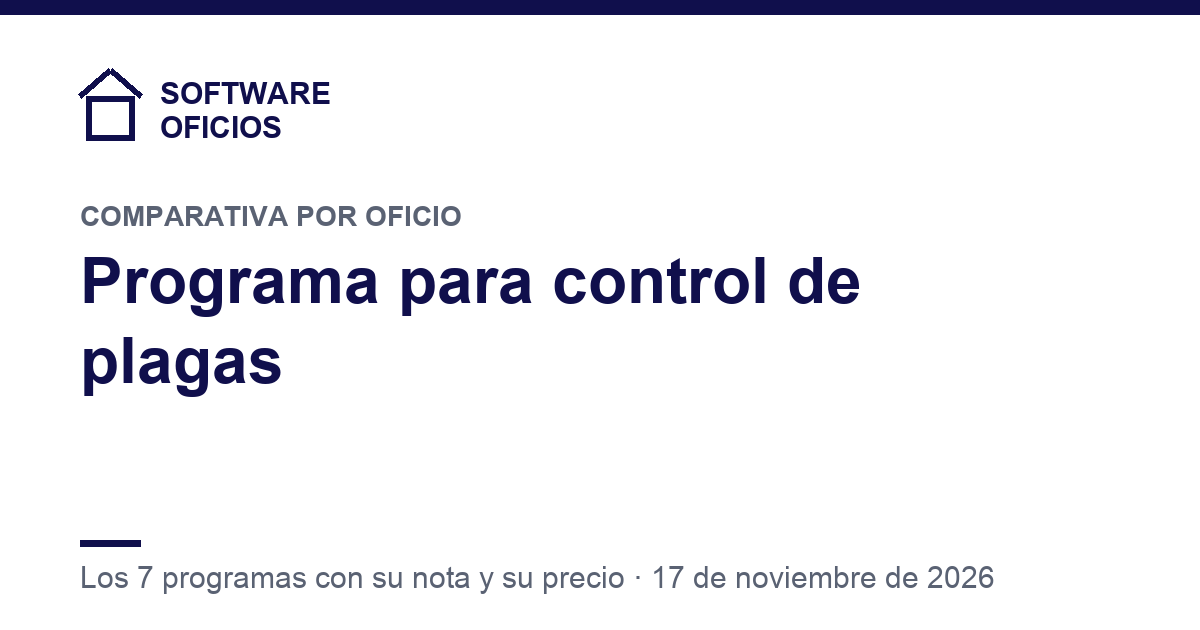 SOFTWARE
OFICIOS
COMPARATIVA POR OFICIO
Programa para control de
plagas
Los 7 programas con su nota y su precio · 17 de noviembre de 2026